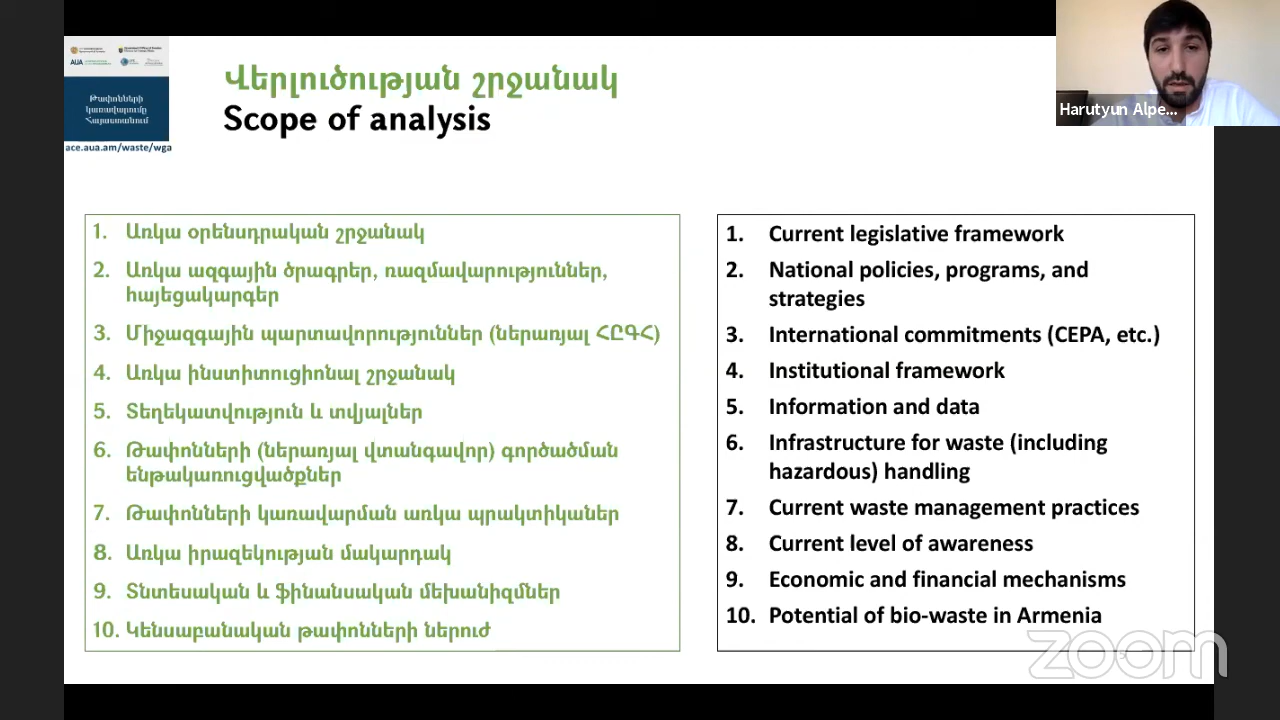 AUA
Թափոնների
կառավարումը
Հայաստանում
ace.aua.am/waste/wga
Վերլուծության շրջանակ
Scope of analysis
Harutyun Alpe...
1. Առկա օրենսդրական շրջանակ
2. Առկա ազգային ծրագրեր, ռազմավարություններ,
հայեցակարգեր
3. Միջազգային պարտավորություններ (ներառյալ ՀԸԳՀ)
4. Առկա ինստիտուցիոնալ շրջանակ
5. Տեղեկատվություն և տվյալներ
6. Թափոնների (ներառյալ վտանգավոր) գործածման
ենթակառուցվածքներ
7. Թափոնների կառավարման առկա պրակտիկաներ
8. Առկա իրազեկության մակարդակ
9. Տնտեսական և ֆինանսական մեխանիզմներ
10. Կենսաբանական թափոնների ներուժ
1. Current legislative framework
2. National policies, programs, and
strategies
3. International commitments (CEPA, etc.)
4. Institutional framework
5. Information and data
6. Infrastructure for waste (including
hazardous) handling
7. Current waste management practices
8. Current level of awareness
9. Economic and financial mechanisms
10. Potential of bio-waste in Armenia
zoom